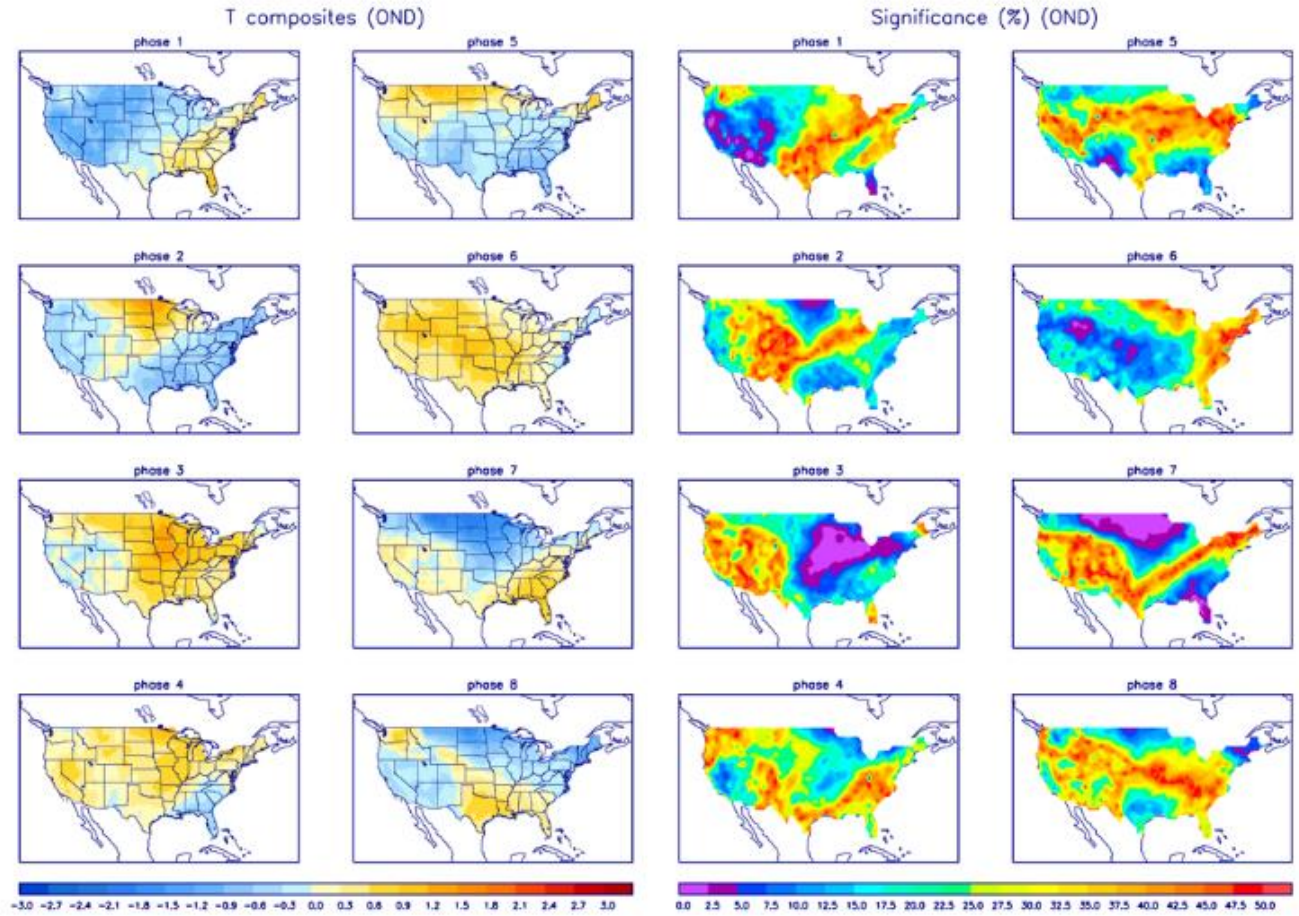 T composites (OND) Significance (%) (OND)
phase 1 phase 5 phase 1 phase 5
phase 2 phase 6 phase 2 phase 6
phase 3 phase 7 phase 3 phase 7
phase 4 phase 8 phase 4 phase 8
-3.0 -2.7 -2.4 -2.1 -1.8 -1.5 -1.2 -0.9 -0.6 -0.3 0.0 0.3 0.6 0.9 1.2 1.5 1.8 2.1 2.4 2.7 3.0 0.0 2.5 5.0 7.5 10.0 12.5 15.0 17.5 20.0 22.5 25.0 27.5 30.0 32.5 35.0 37.5 40.0 42.5 45.0 47.5 50.0